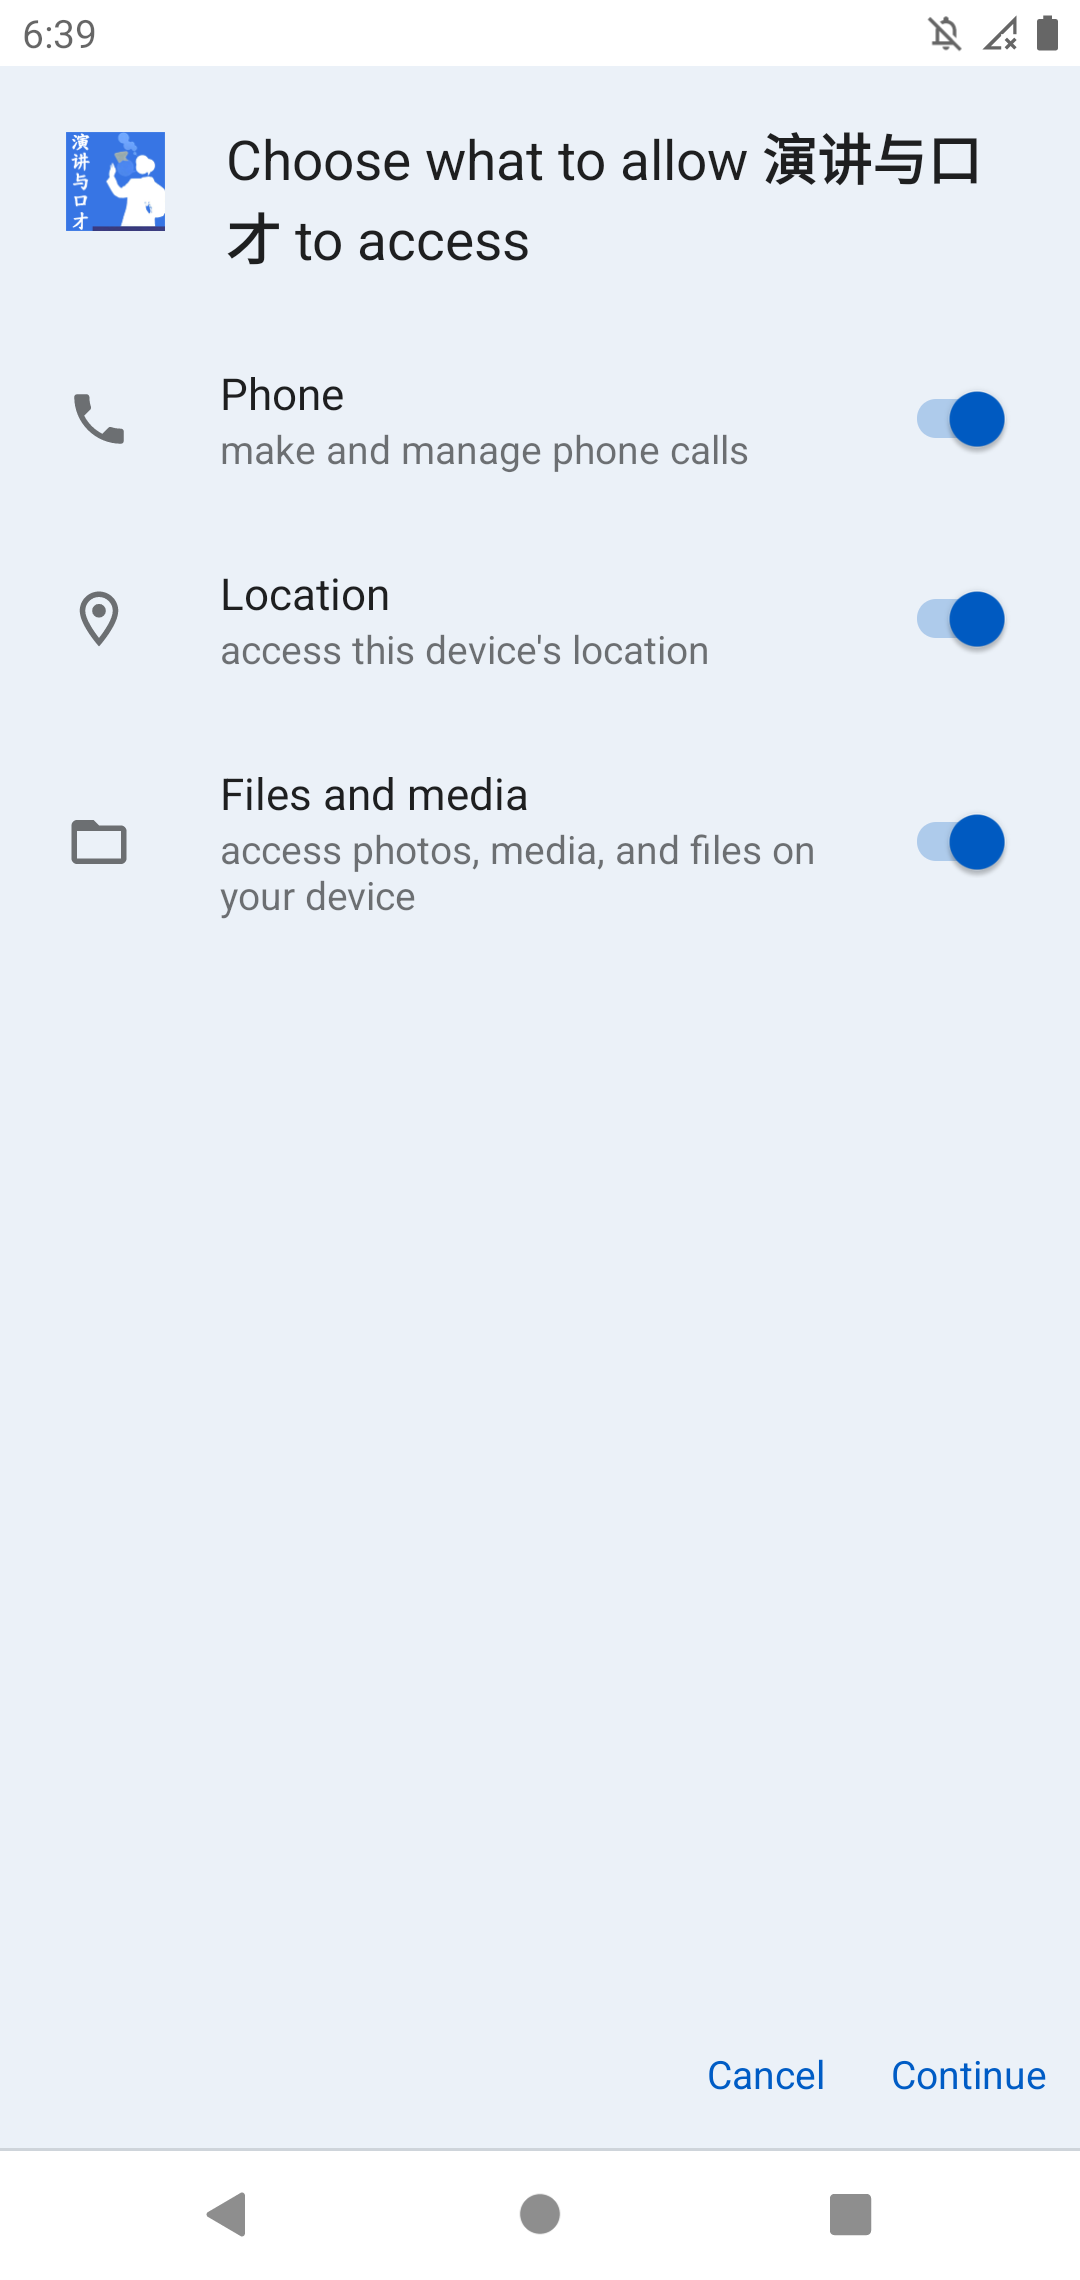 6:39
演讲与口才
Choose what to allow 演讲与口
才 to access
Phone
make and manage phone calls
Location
access this device's location
Files and media
access photos, media, and files on
your device
Cancel
Continue